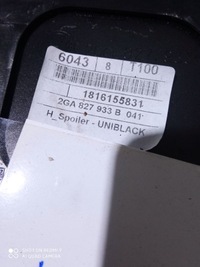 6043 8 T100
1816155831
2GA 827 933 B 041
H_Spoiler - UNIBLACK